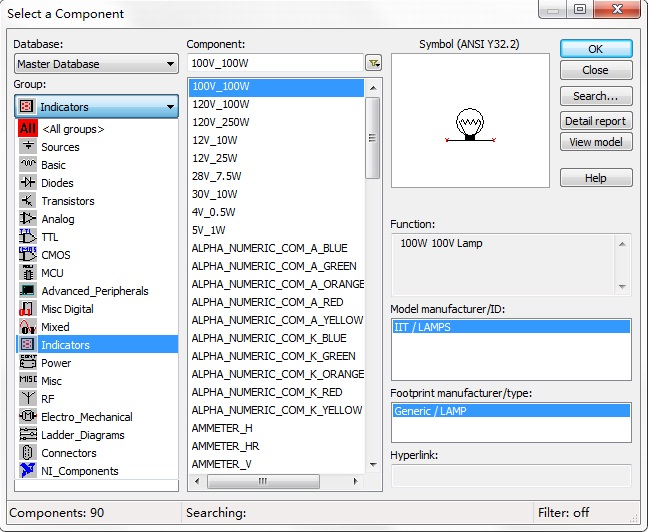 Select a Component
Database:
Master Database
Group:
Indicators
All <All groups>
Sources
Basic
Diodes
Transistors
Analog
TTL TTL
CMOS CMOS
MCU
Advanced_Peripherals
Misc Digital
Mixed
Indicators
Power
MISC Misc
RF
Electro_Mechanical
Ladder_Diagrams
Connectors
NI_Components
Component:
100V_100W
100V_100W
120V_100W
120V_250W
12V_10W
12V_25W
28V_7.5W
30V_10W
4V_0.5W
5V_1W
ALPHA_NUMERIC_COM_A_BLUE
ALPHA_NUMERIC_COM_A_GREEN
ALPHA_NUMERIC_COM_A_ORANGE
ALPHA_NUMERIC_COM_A_RED
ALPHA_NUMERIC_COM_A_YELLOW
ALPHA_NUMERIC_COM_K_BLUE
ALPHA_NUMERIC_COM_K_GREEN
ALPHA_NUMERIC_COM_K_ORANGE
ALPHA_NUMERIC_COM_K_RED
ALPHA_NUMERIC_COM_K_YELLOW
AMMETER_H
AMMETER_HR
AMMETER_V
Symbol (ANSI Y32.2)
OK
Close
Search...
Detail report
View model
Help
Function:
100W 100V Lamp
Model manufacturer/ID:
IIT / LAMPS
Footprint manufacturer/type:
Generic / LAMP
Hyperlink:
Components: 90
Searching:
Filter: off